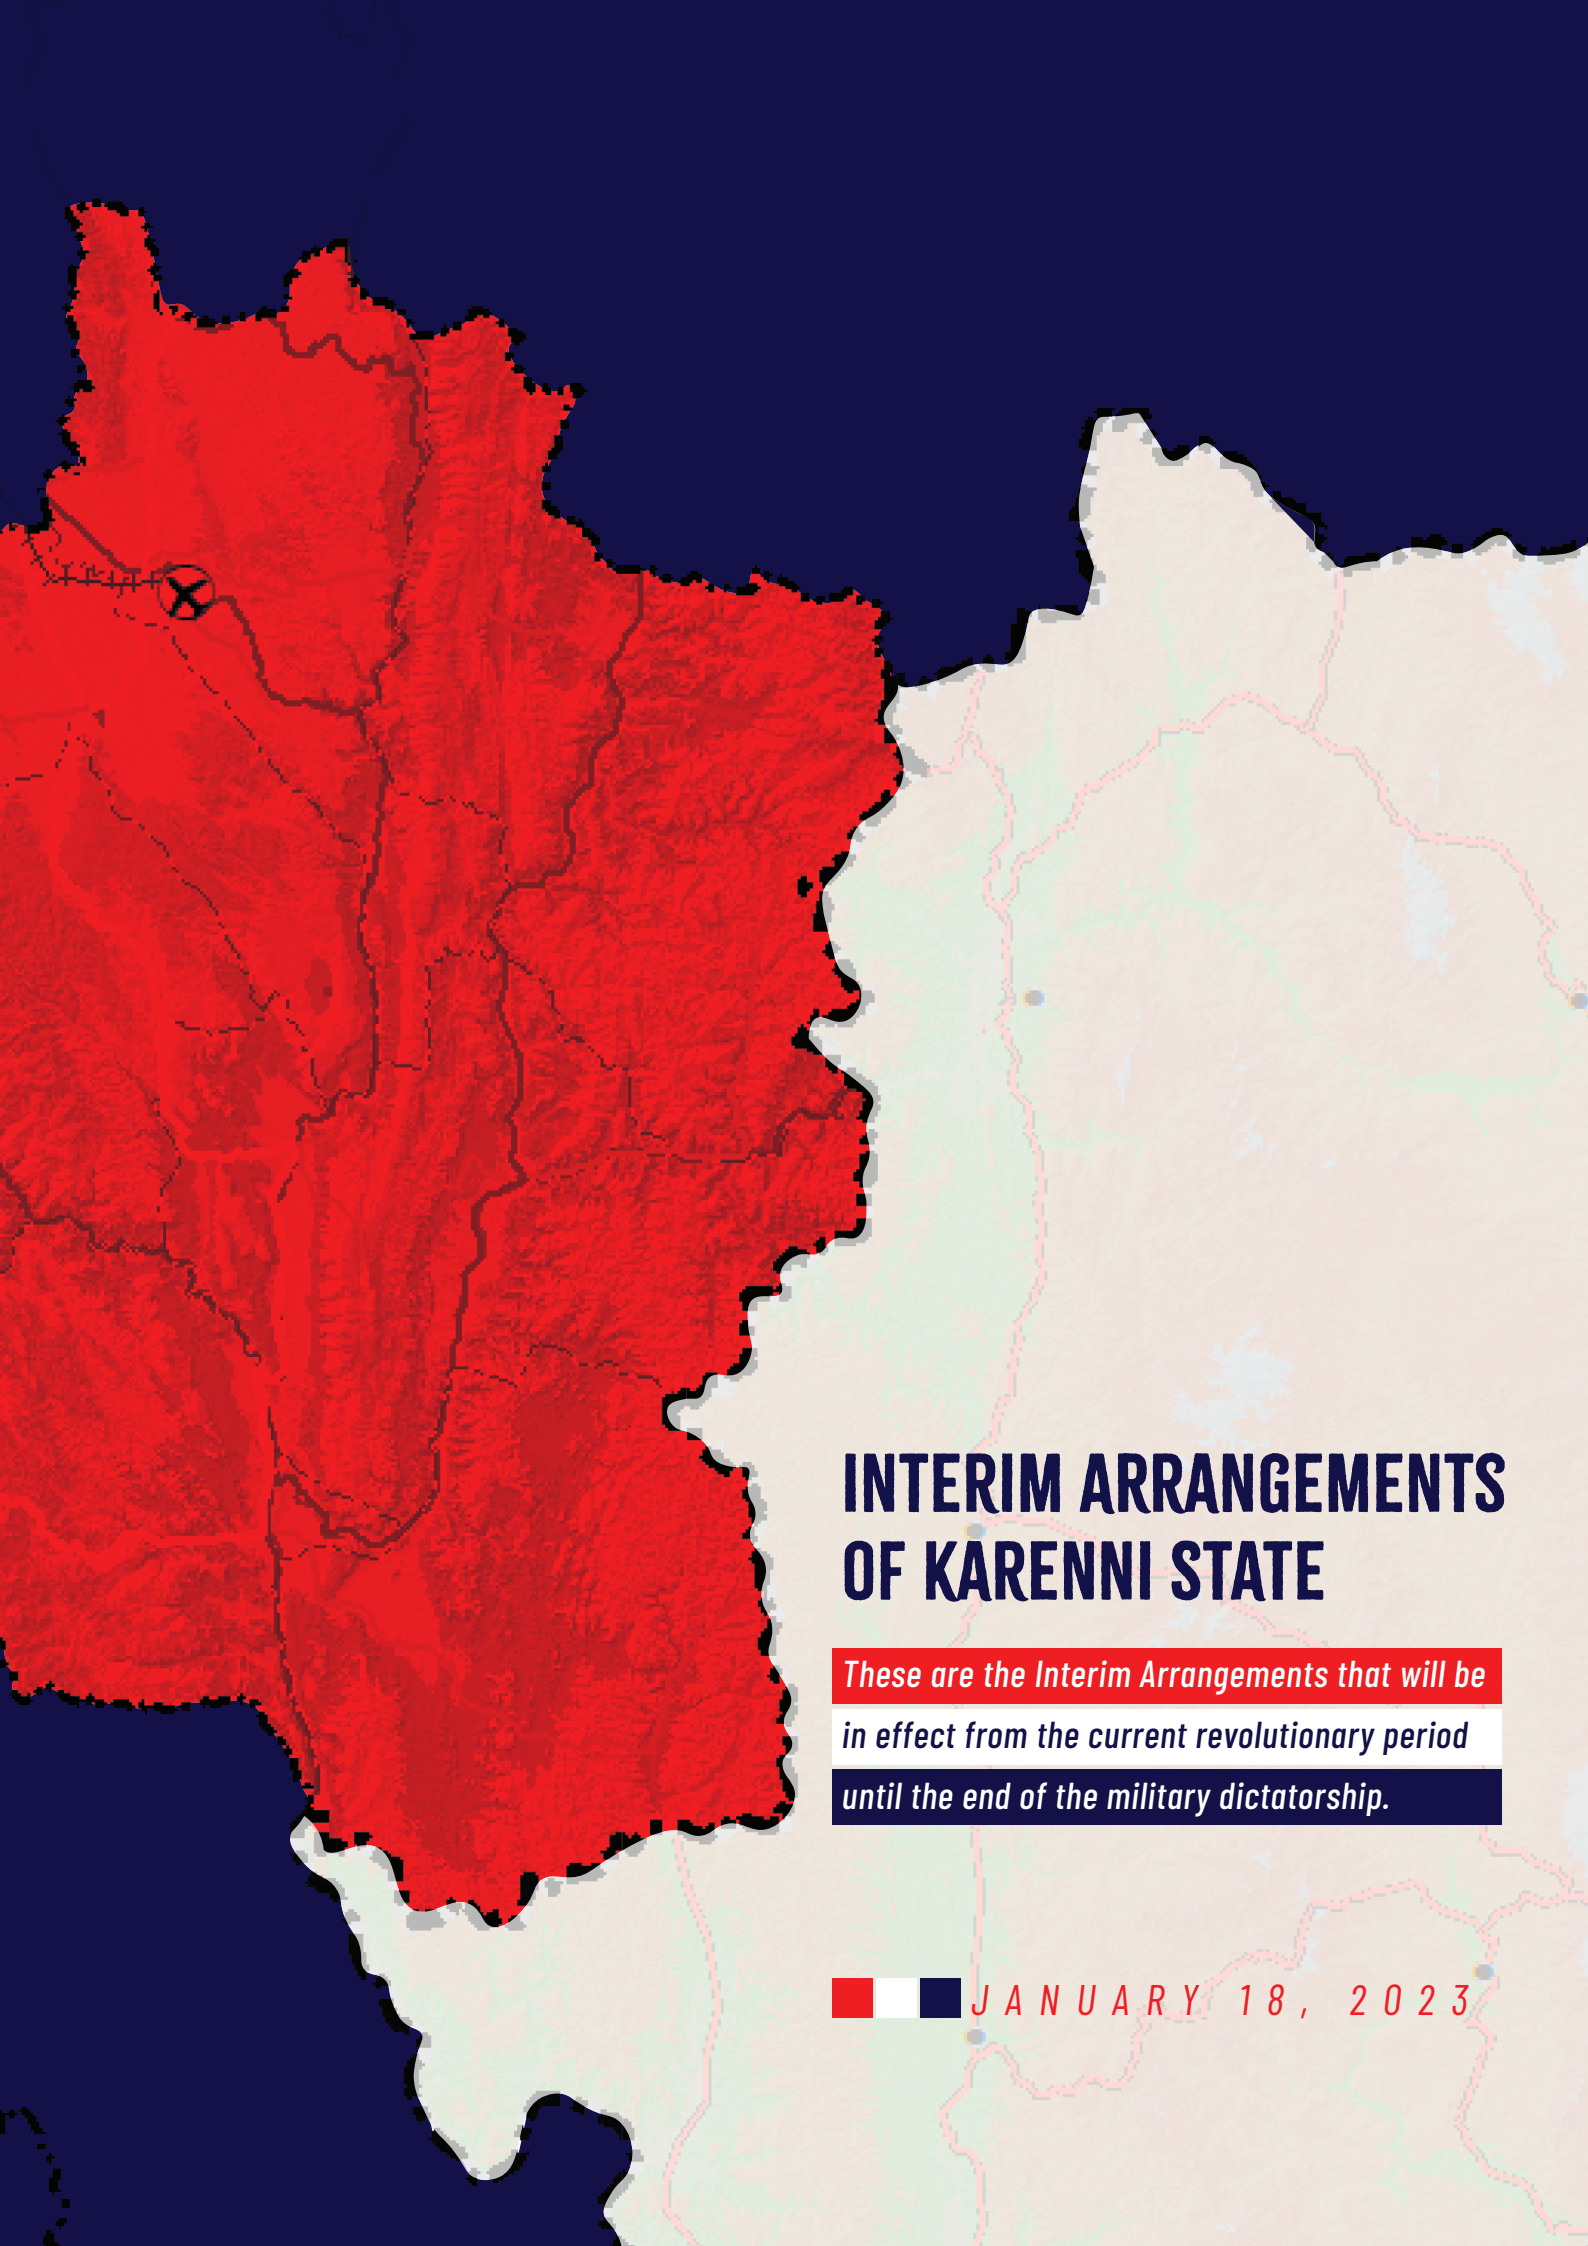 INTERIM ARRANGEMENTS
OF KARENNI STATE
These are the Interim Arrangements that will be
in effect from the current revolutionary period
until the end of the military dictatorship.
JANUARY 18, 2023